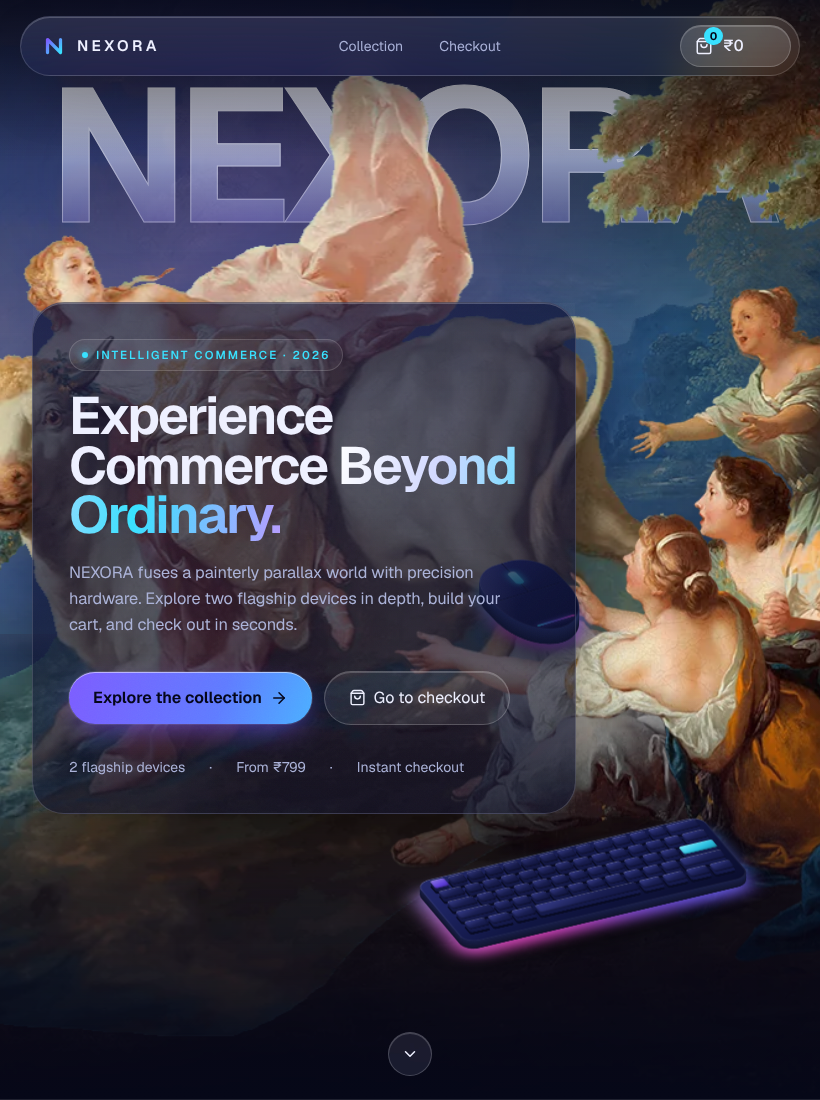 NEXORA
Collection
Checkout
0
₹0
NEXORA
INTELLIGENT COMMERCE · 2026
Experience
Commerce Beyond
Ordinary.
NEXORA fuses a painterly parallax world with precision
hardware. Explore two flagship devices in depth, build your
cart, and check out in seconds.
Explore the collection →
Go to checkout
2 flagship devices · From ₹799 · Instant checkout